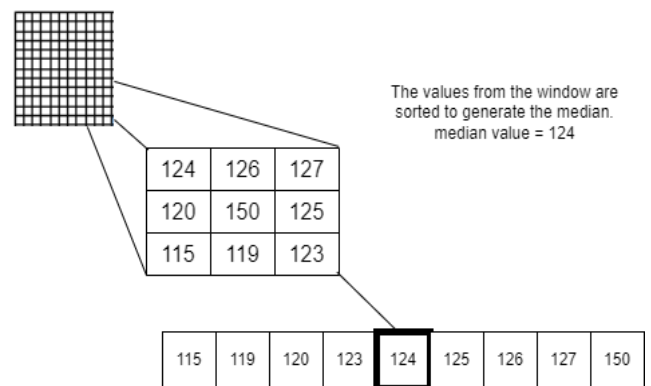 The values from the window are
sorted to generate the median.
median value = 124
124 126 127
120 150 125
115 119 123
115 119 120 123 124 125 126 127 150